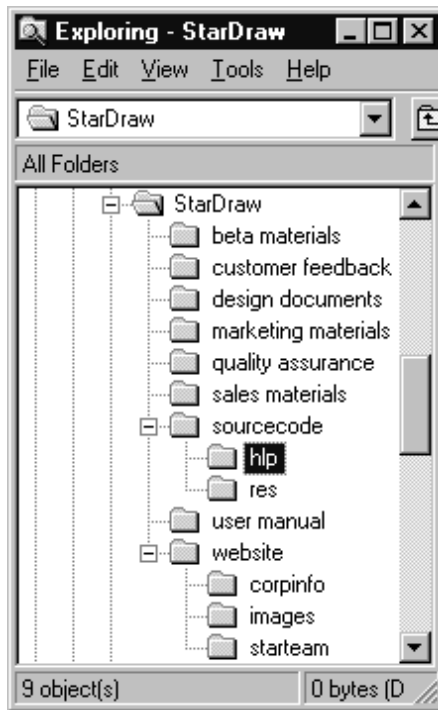 Exploring - StarDraw
File Edit View Tools Help
StarDraw
All Folders
StarDraw
beta materials
customer feedback
design documents
marketing materials
quality assurance
sales materials
sourcecode
hlp
res
user manual
website
corpinfo
images
starteam
9 object(s) 0 bytes (D